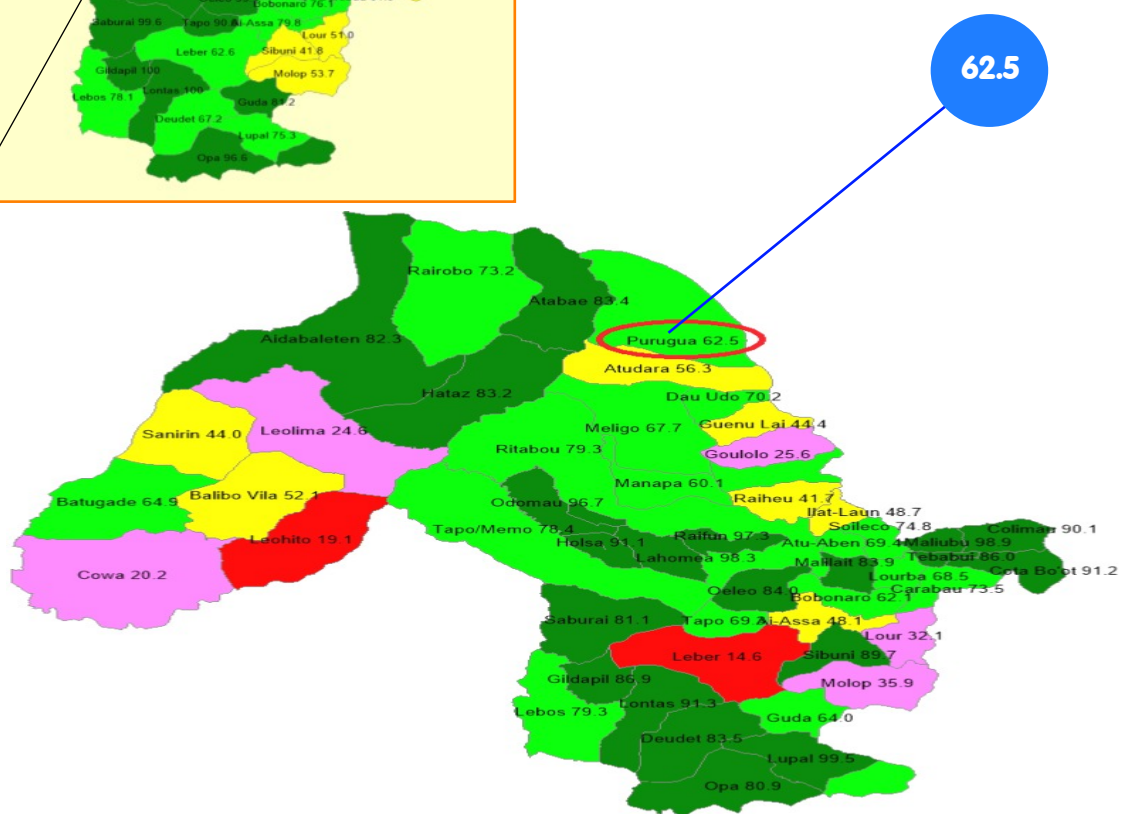 Bobonaro 76.1
Saburai 99.6
Tapo 90.8
Ai-Assa 79.8
Lour 51.0
Leber 62.6
Sibuni 41.8
Gildapil 100
Molop 53.7
Lontas 100
Lebos 78.1
Guda 81.2
Deudet 67.2
Lupal 75.3
Opa 96.6
62.5
Rairobo 73.2
Atabae 83.4
Aidabaleten 82.3
Purugua 62.5
Atudara 56.3
Hataz 83.2
Dau Udo 70.2
Guenu Lai 44.4
Meligo 67.7
Leolima 24.6
Sanirin 44.0
Ritabou 79.3
Goulolo 25.6
Manapa 60.1
Balibo Vila 52.1
Batugade 64.9
Odomau 96.7
Raiheu 41.7
Ilat-Laun 48.7
Soileco 74.8
Tapo/Memo 78.4
Coliman 90.1
Raifun 97.3
Leohito 19.1
Holsa 91.1
Atu-Aben 69.4
Maliubu 98.9
Lahomea 98.3
Tebabui 86.0
Malilait 83.9
Cota Bo'ot 91.2
Cowa 20.2
Lourba 68.5
Oeleo 84.0
Carabau 73.5
Bobonaro 62.1
Saburai 81.1
Ai-Assa 48.1
Lour 32.1
Leber 14.6
Sibuni 89.7
Gildapil 86.9
Molop 35.9
Lontas 91.3
Lebos 79.3
Guda 64.0
Deudet 83.5
Lupal 99.5
Opa 80.9